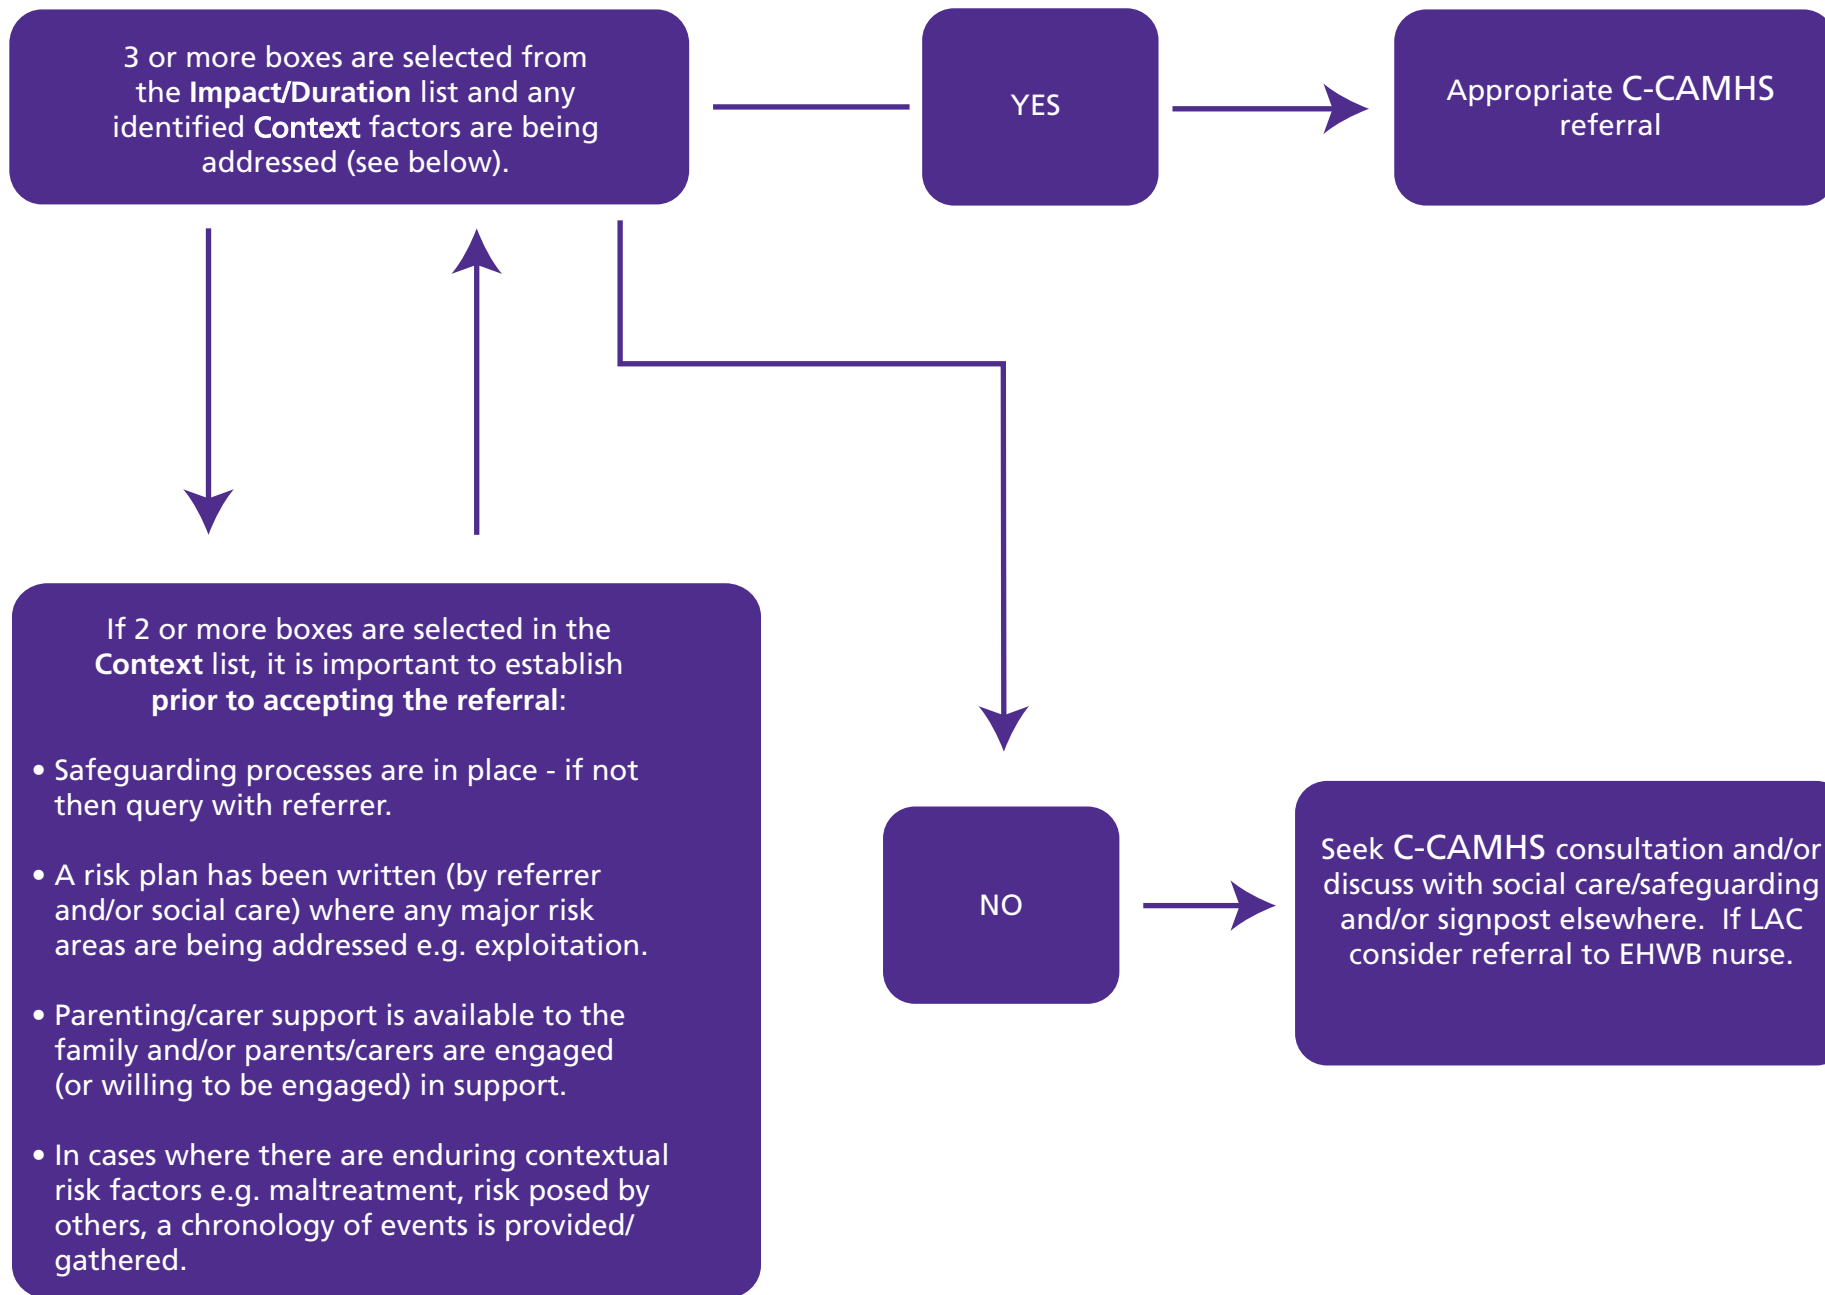 3 or more boxes are selected from
the Impact/Duration list and any
identified Context factors are being
addressed (see below).
YES
Appropriate C-CAMHS
referral
If 2 or more boxes are selected in the
Context list, it is important to establish
prior to accepting the referral:
• Safeguarding processes are in place - if not
then query with referrer.
• A risk plan has been written (by referrer
and/or social care) where any major risk
areas are being addressed e.g. exploitation.
• Parenting/carer support is available to the
family and/or parents/carers are engaged
(or willing to be engaged) in support.
• In cases where there are enduring contextual
risk factors e.g. maltreatment, risk posed by
others, a chronology of events is provided/
gathered.
NO
Seek C-CAMHS consultation and/or
discuss with social care/safeguarding
and/or signpost elsewhere.  If LAC
consider referral to EHWB nurse.